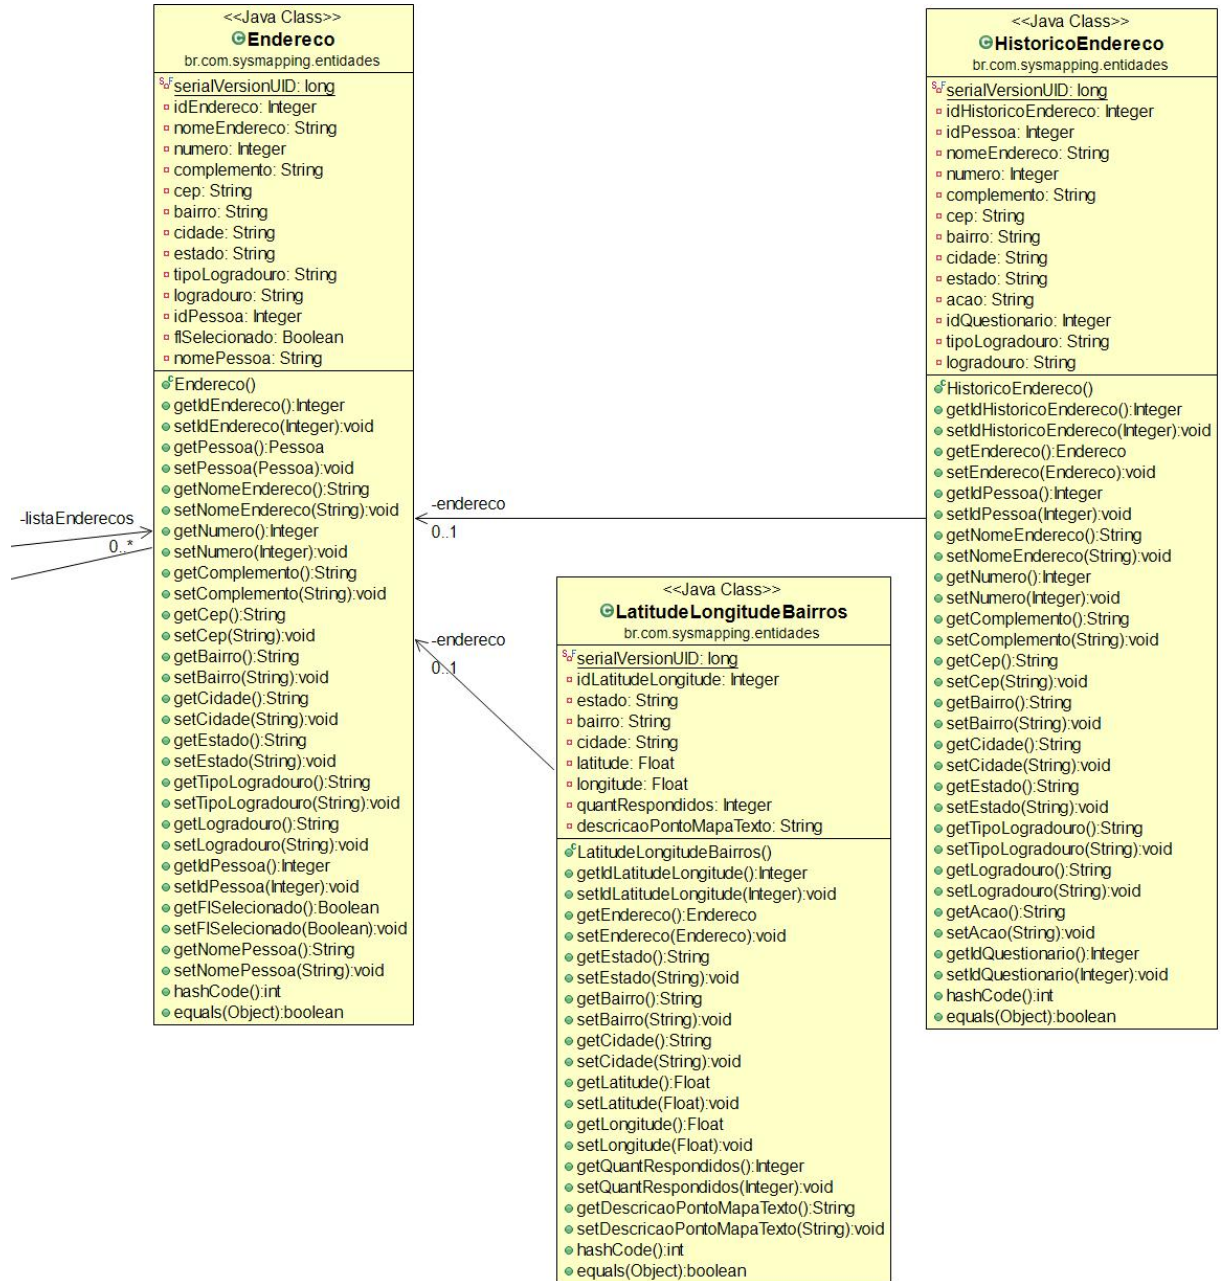 <<Java Class>>
Endereco
br.com.sysmapping.entidades
serialVersionUID: long
idEndereco: Integer
nomeEndereco: String
numero: Integer
complemento: String
cep: String
bairro: String
cidade: String
estado: String
tipoLogradouro: String
logradouro: String
idPessoa: Integer
flSelecionado: Boolean
nomePessoa: String
Endereco()
getIdEndereco():Integer
setIdEndereco(Integer):void
getPessoa():Pessoa
setPessoa(Pessoa):void
getNomeEndereco():String
setNomeEndereco(String):void
getNumero():Integer
setNumero(Integer):void
getComplemento():String
setComplemento(String):void
getCep():String
setCep(String):void
getBairro():String
setBairro(String):void
getCidade():String
setCidade(String):void
getEstado():String
setEstado(String):void
getTipoLogradouro():String
setTipoLogradouro(String):void
getLogradouro():String
setLogradouro(String):void
getIdPessoa():Integer
setIdPessoa(Integer):void
getFlSelecionado():Boolean
setFlSelecionado(Boolean):void
getNomePessoa():String
setNomePessoa(String):void
hashCode():int
equals(Object):boolean
-listaEnderecos
0..*
-endereco
0..1
-endereco
0..1
<<Java Class>>
LatitudeLongitudeBairros
br.com.sysmapping.entidades
serialVersionUID: long
idLatitudeLongitude: Integer
estado: String
bairro: String
cidade: String
latitude: Float
longitude: Float
quantRespondidos: Integer
descricaoPontoMapaTexto: String
LatitudeLongitudeBairros()
getIdLatitudeLongitude():Integer
setIdLatitudeLongitude(Integer):void
getEndereco():Endereco
setEndereco(Endereco):void
getEstado():String
setEstado(String):void
getBairro():String
setBairro(String):void
getCidade():String
setCidade(String):void
getLatitude():Float
setLatitude(Float):void
getLongitude():Float
setLongitude(Float):void
getQuantRespondidos():Integer
setQuantRespondidos(Integer):void
getDescricaoPontoMapaTexto():String
setDescricaoPontoMapaTexto(String):void
hashCode():int
equals(Object):boolean
<<Java Class>>
HistoricoEndereco
br.com.sysmapping.entidades
serialVersionUID: long
idHistoricoEndereco: Integer
idPessoa: Integer
nomeEndereco: String
numero: Integer
complemento: String
cep: String
bairro: String
cidade: String
estado: String
acao: String
idQuestionario: Integer
tipoLogradouro: String
logradouro: String
HistoricoEndereco()
getIdHistoricoEndereco():Integer
setIdHistoricoEndereco(Integer):void
getEndereco():Endereco
setEndereco(Endereco):void
getIdPessoa():Integer
setIdPessoa(Integer):void
getNomeEndereco():String
setNomeEndereco(String):void
getNumero():Integer
setNumero(Integer):void
getComplemento():String
setComplemento(String):void
getCep():String
setCep(String):void
getBairro():String
setBairro(String):void
getCidade():String
setCidade(String):void
getEstado():String
setEstado(String):void
getTipoLogradouro():String
setTipoLogradouro(String):void
getLogradouro():String
setLogradouro(String):void
getAcao():String
setAcao(String):void
getIdQuestionario():Integer
setIdQuestionario(Integer):void
hashCode():int
equals(Object):boolean